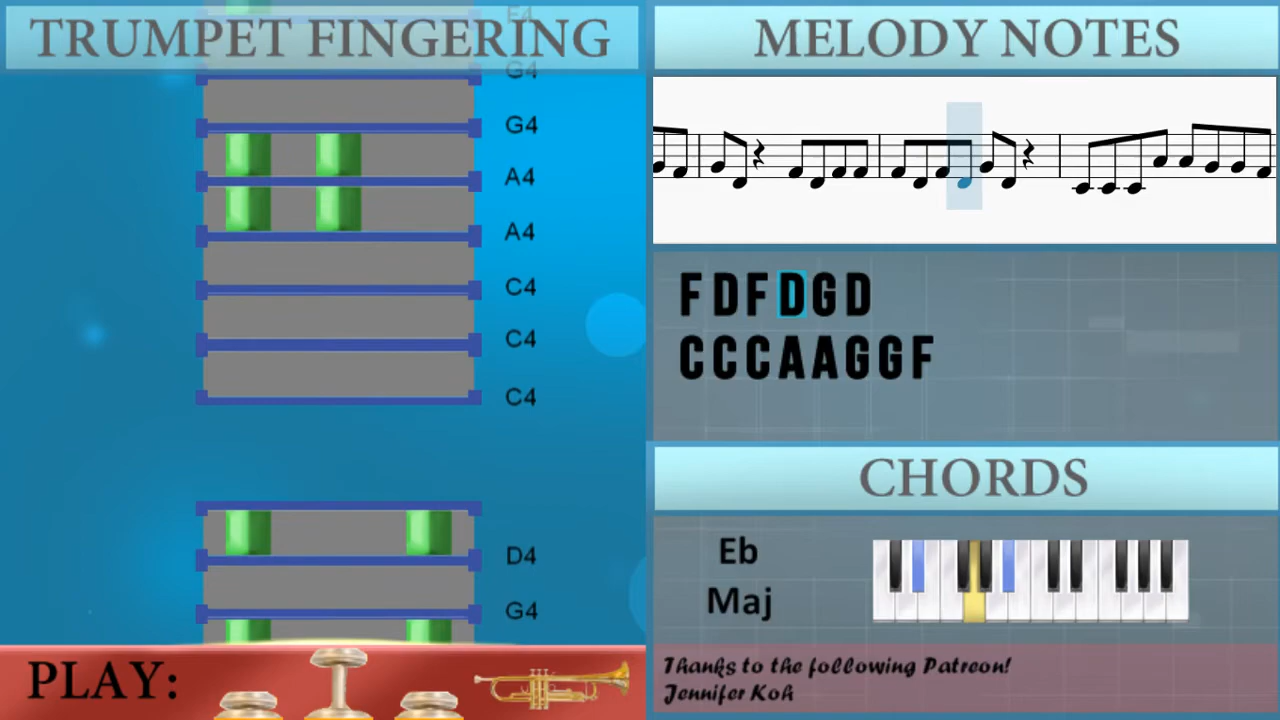 TRUMPET FINGERING
E4
G4
G4
A4
A4
C4
C4
C4
D4
G4
PLAY:
MELODY NOTES
F D F D G D
C C C A A G G F
CHORDS
Eb
Maj
Thanks to the following Patreon!
Jennifer Koh